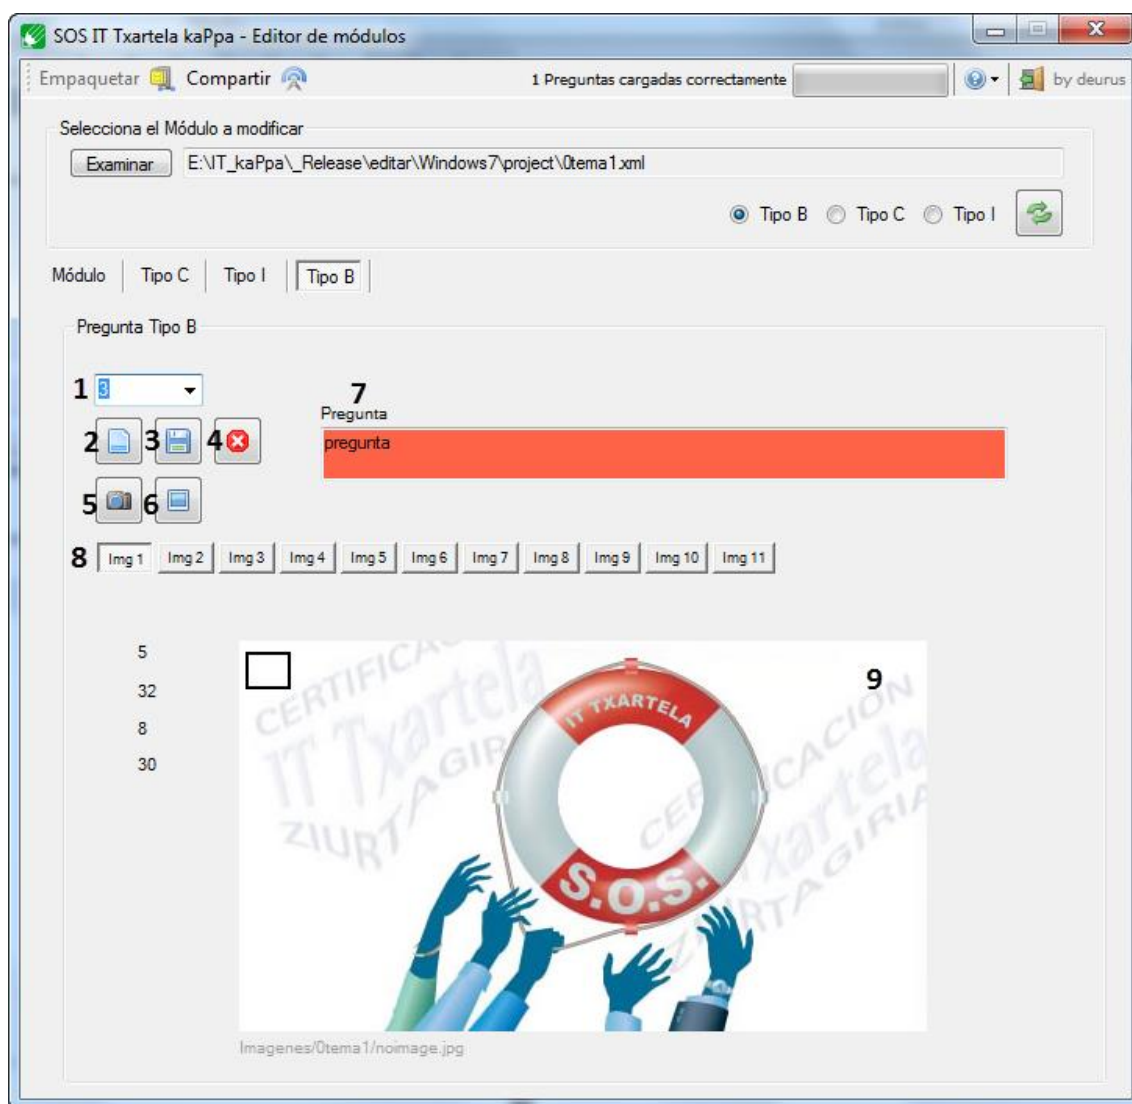 SOS IT Txartela kaPpa - Editor de módulos
Empaquetar Compartir 1 Preguntas cargadas correctamente by deurus
Selecciona el Módulo a modificar
Examinar E:\IT_kaPpa\_Release\editar\Windows7\project\0tema1.xml
Tipo B Tipo C Tipo I
Módulo Tipo C Tipo I Tipo B
Pregunta Tipo B
1 3
7
Pregunta
2 3 4
pregunta
5 6
8 Img 1 Img 2 Img 3 Img 4 Img 5 Img 6 Img 7 Img 8 Img 9 Img 10 Img 11
5
32
8
30
9
CERTIFICAC
IT Txartela
ZIURTAGIRI
IT TXARTELA
S.O.S.
CERTIFICACIÓN
Txartela
ZIURTAGIRIA
Imagenes/0tema1/noimage.jpg